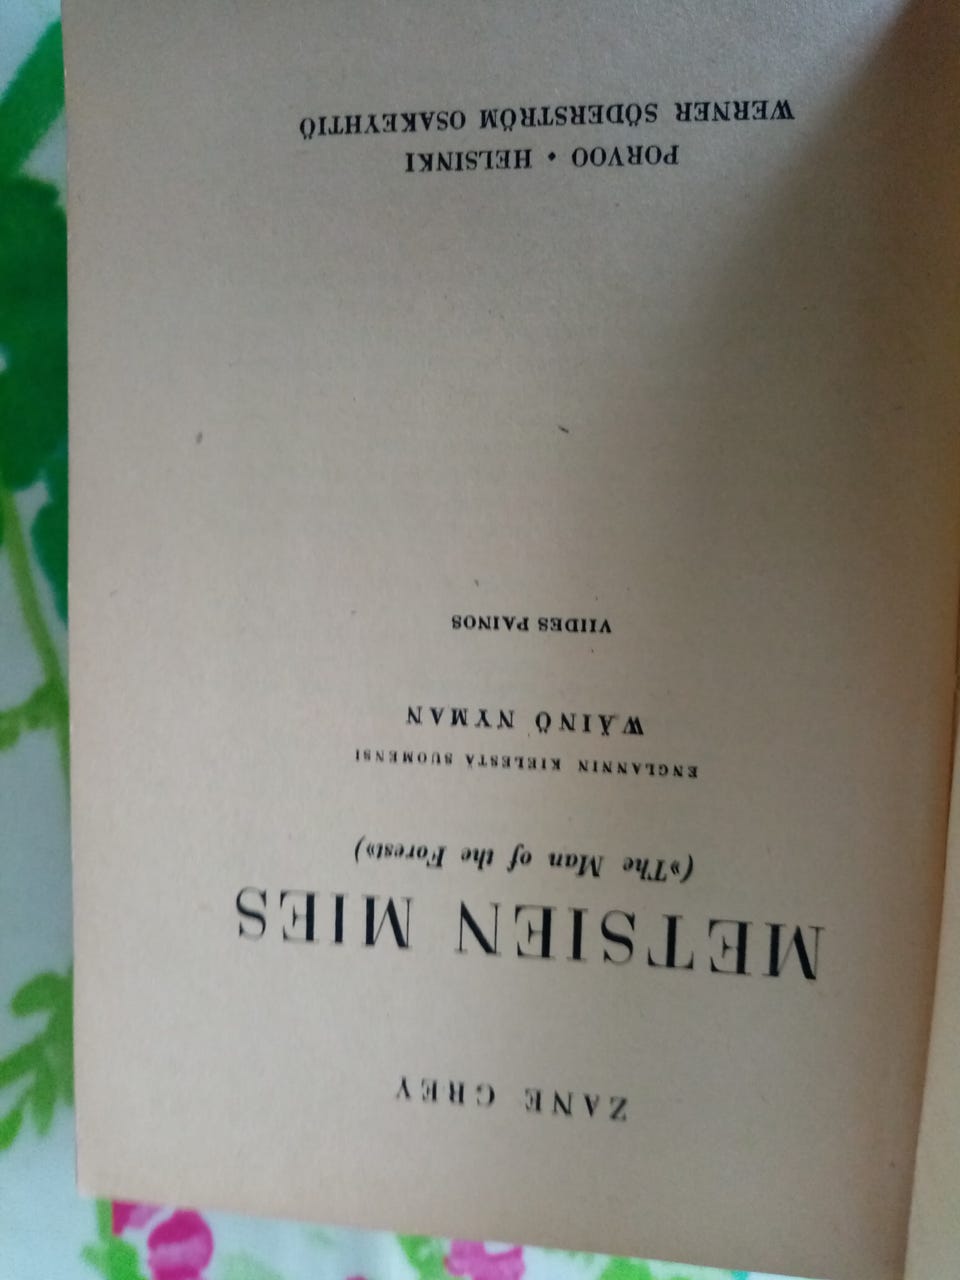 ZANE GREY
METSIEN MIES
(»The Man of the Forest»)
ENGLANNIN KIELESTÄ SUOMENSI
WÄINÖ NYMAN
VIIDES PAINOS
PORVOO • HELSINKI
WERNER SÖDERSTRÖM OSAKEYHTIÖ